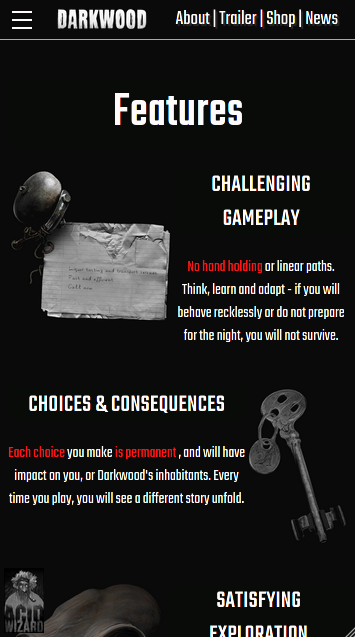 DARKWOOD
About | Trailer | Shop | News
Features
CHALLENGING
GAMEPLAY
No hand holding or linear paths.
Think, learn and adapt - if you will
behave recklessly or do not prepare
for the night, you will not survive.
CHOICES & CONSEQUENCES
Each choice you make is permanent , and will have
impact on you, or Darkwood's inhabitants. Every
time you play, you will see a different story unfold.
ACID
WIZARD
SATISFYING
EXPLORATION